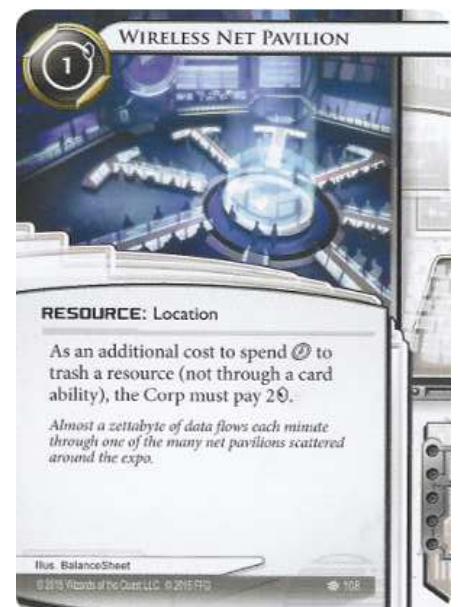 WIRELESS NET PAVILION
1
RESOURCE: Location
As an additional cost to spend to
trash a resource (not through a card
ability), the Corp must pay 2.
Almost a zettabyte of data flows each minute
through one of the many net pavilions scattered
around the expo.
Illus. BalanceSheet
© 2015 Wizards of the Coast LLC. © 2015 FFG
108